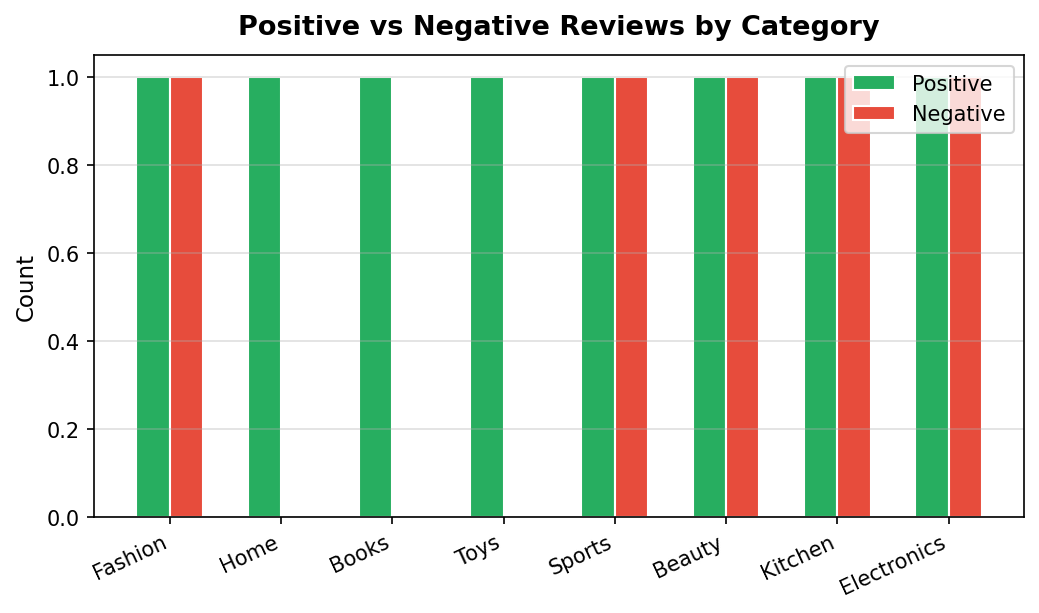 Positive vs Negative Reviews by Category
Positive
Negative
1.0
0.8
0.6
0.4
0.2
0.0
Count
Fashion
Home
Books
Toys
Sports
Beauty
Kitchen
Electronics